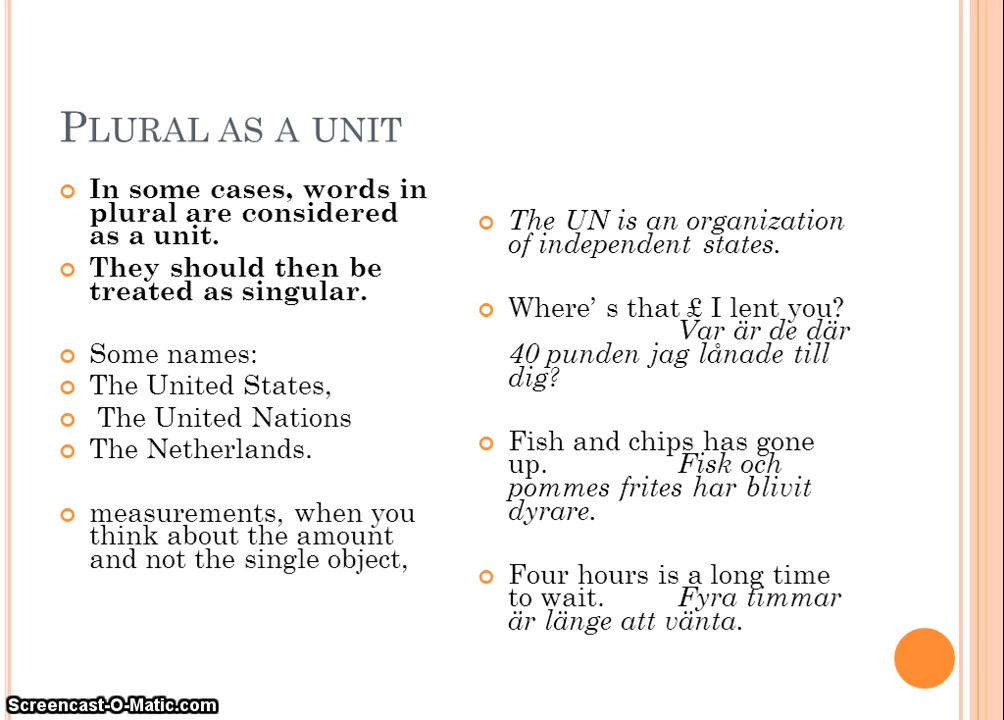 PLURAL AS A UNIT
In some cases, words in
plural are considered
as a unit.
They should then be
treated as singular.
Some names:
The United States,
The United Nations
The Netherlands.
measurements, when you
think about the amount
and not the single object,
The UN is an organization
of independent states.
Where’ s that £ I lent you?
Var är de där
40 punden jag lånade till
dig?
Fish and chips has gone
up. Fisk och
pommes frites har blivit
dyrare.
Four hours is a long time
to wait. Fyra timmar
är länge att vänta.
Screencast-O-Matic.com